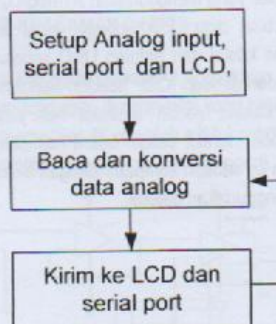 Setup Analog input,
serial port dan LCD,
Baca dan konversi
data analog
Kirim ke LCD dan
serial port